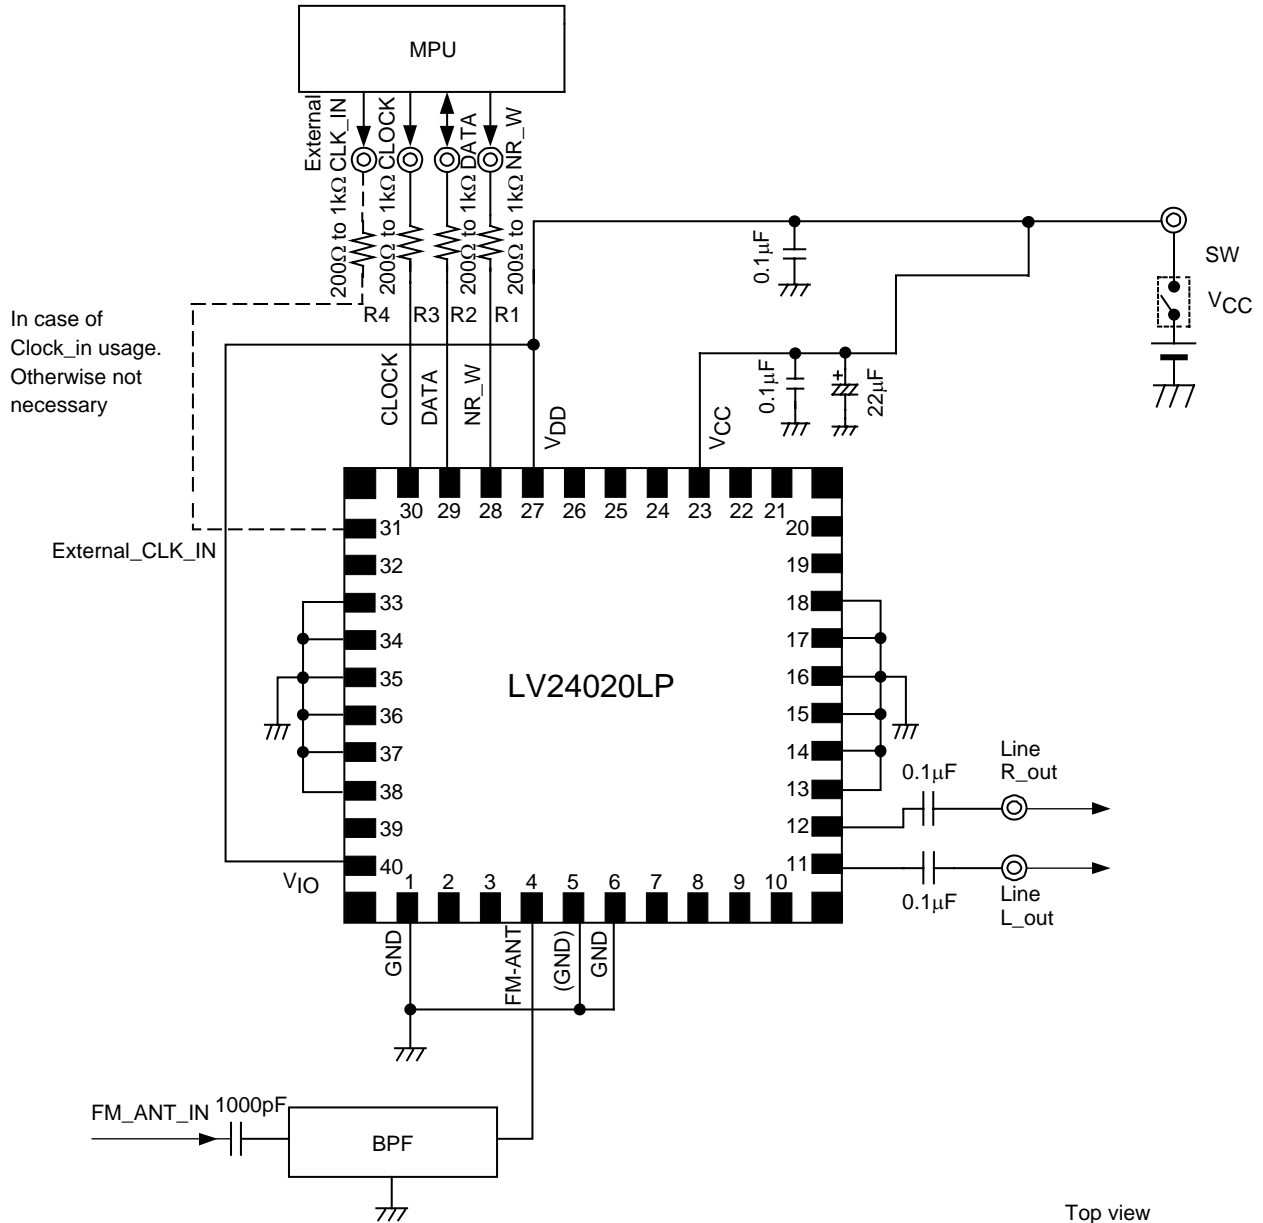 MPU
External
CLK_IN
CLOCK
DATA
NR_W
200Ω to 1kΩ
200Ω to 1kΩ
200Ω to 1kΩ
200Ω to 1kΩ
R4
R3
R2
R1
0.1µF
SW
VCC
In case of
Clock_in usage.
Otherwise not
necessary
CLOCK
DATA
NR_W
VDD
VCC
0.1µF
+
22µF
30
29
28
27
26
25
24
23
22
21
External_CLK_IN
31
32
33
34
35
36
37
38
39
40
VIO
LV24020LP
20
19
18
17
16
15
14
13
12
11
0.1µF
Line
R_out
0.1µF
Line
L_out
1
2
3
4
5
6
7
8
9
10
GND
FM-ANT
(GND)
GND
FM_ANT_IN
1000pF
BPF
Top view